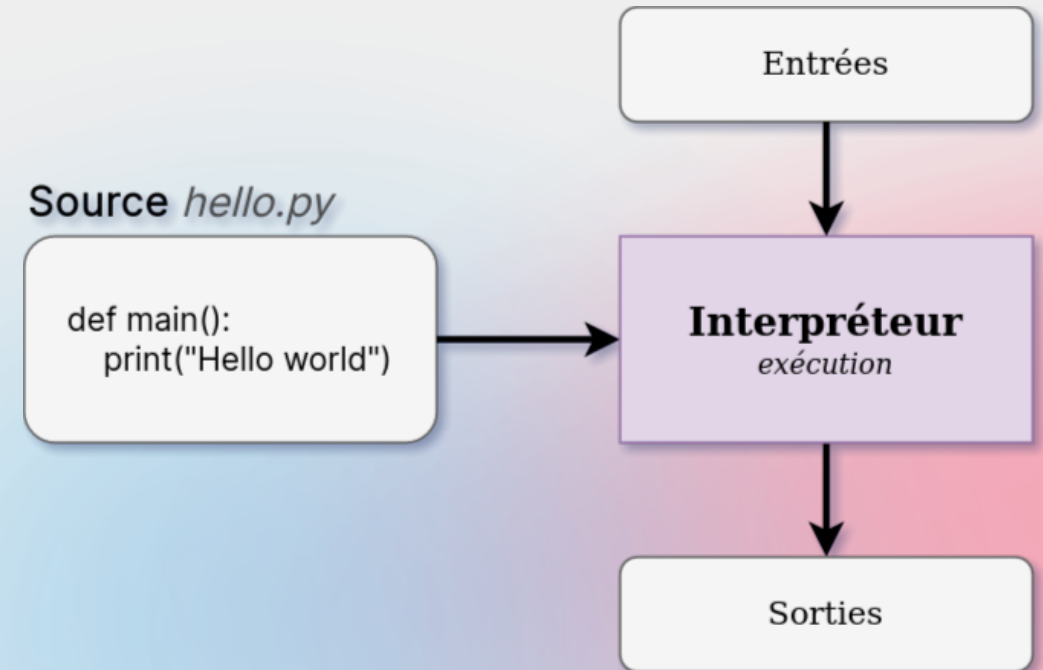 Entrées
Source hello.py
def main():
    print("Hello world")
Interpréteur
exécution
Sorties